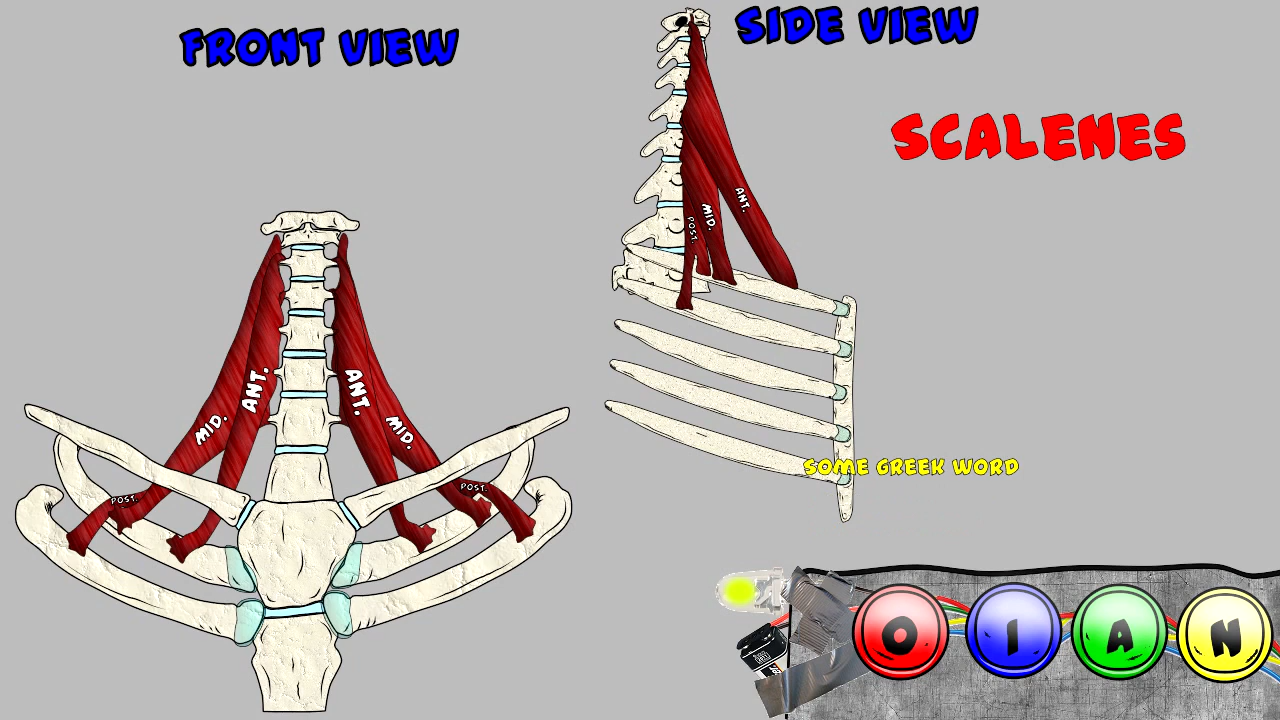 FRONT VIEW
SIDE VIEW
SCALENES
ANT.
MID.
POST.
ANT.
ANT.
MID.
MID.
POST.
POST.
SOME GREEK WORD
O I A N